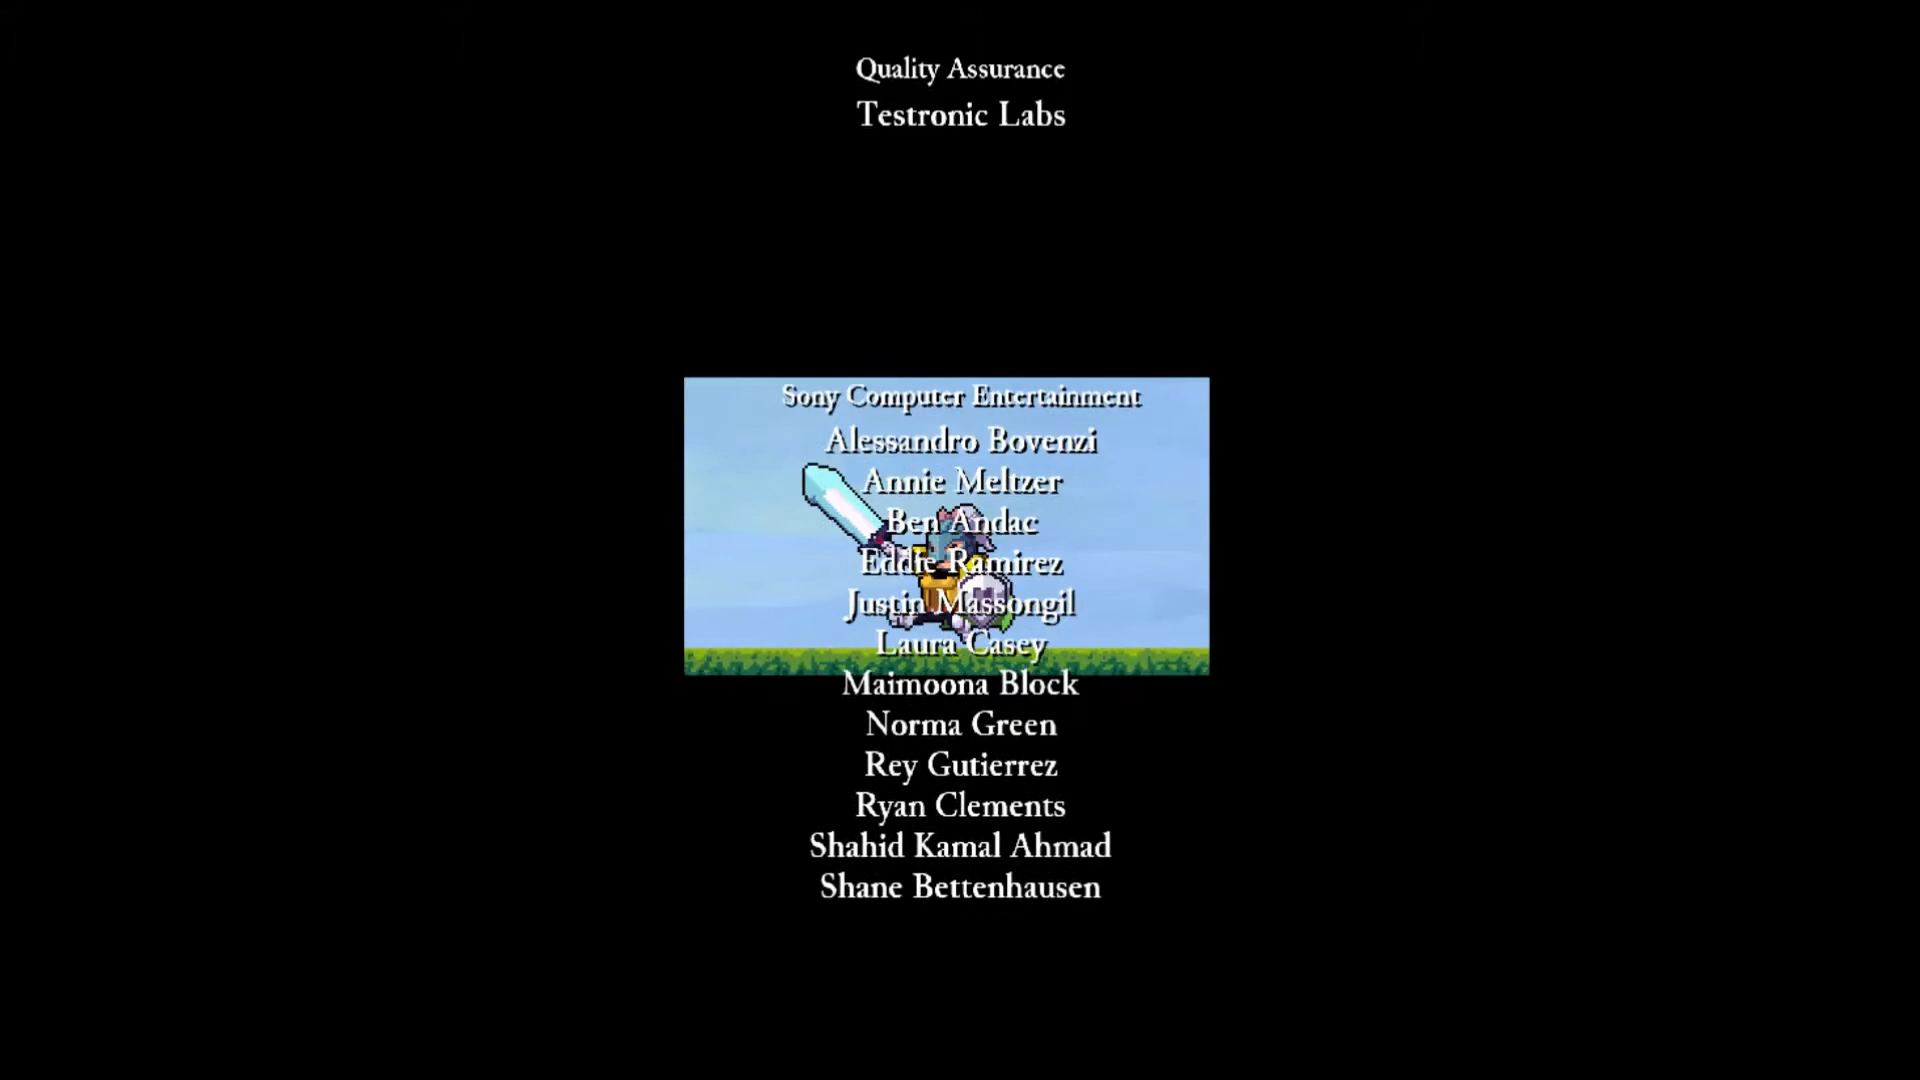 Quality Assurance
Testronic Labs
Sony Computer Entertainment
Alessandro Bovenzi
Annie Meltzer
Ben Andac
Eddie Ramirez
Justin Massongil
Laura Casey
Maimoona Block
Norma Green
Rey Gutierrez
Ryan Clements
Shahid Kamal Ahmad
Shane Bettenhausen